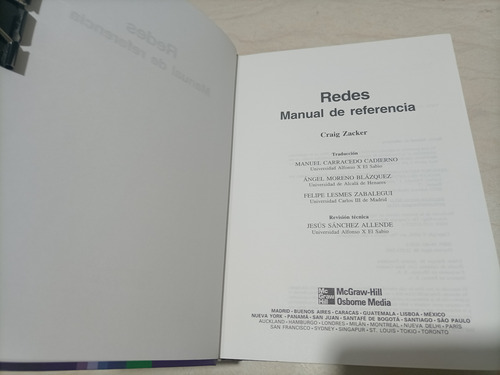 Redes
Manual de referencia
Craig Zacker
Traducción
MANUEL CARRACEDO CADIERNO
Universidad Alfonso X El Sabio
ÁNGEL MORENO BLÁZQUEZ
Universidad de Alcalá de Henares
FELIPE LESMES ZABALEGUI
Universidad Carlos III de Madrid
Revisión técnica
JESÚS SÁNCHEZ ALLENDE
Universidad Alfonso X El Sabio
Mc
Graw
Hill
McGraw-Hill
Osborne Media
MADRID • BUENOS AIRES • CARACAS • GUATEMALA • LISBOA • MÉXICO
NUEVA YORK • PANAMÁ • SAN JUAN • SANTAFÉ DE BOGOTÁ • SANTIAGO • SÃO PAULO
AUCKLAND • HAMBURGO • LONDRES • MILÁN • MONTREAL • NUEVA DELHI • PARÍS
SAN FRANCISCO • SYDNEY • SINGAPUR • ST. LOUIS • TOKIO • TORONTO